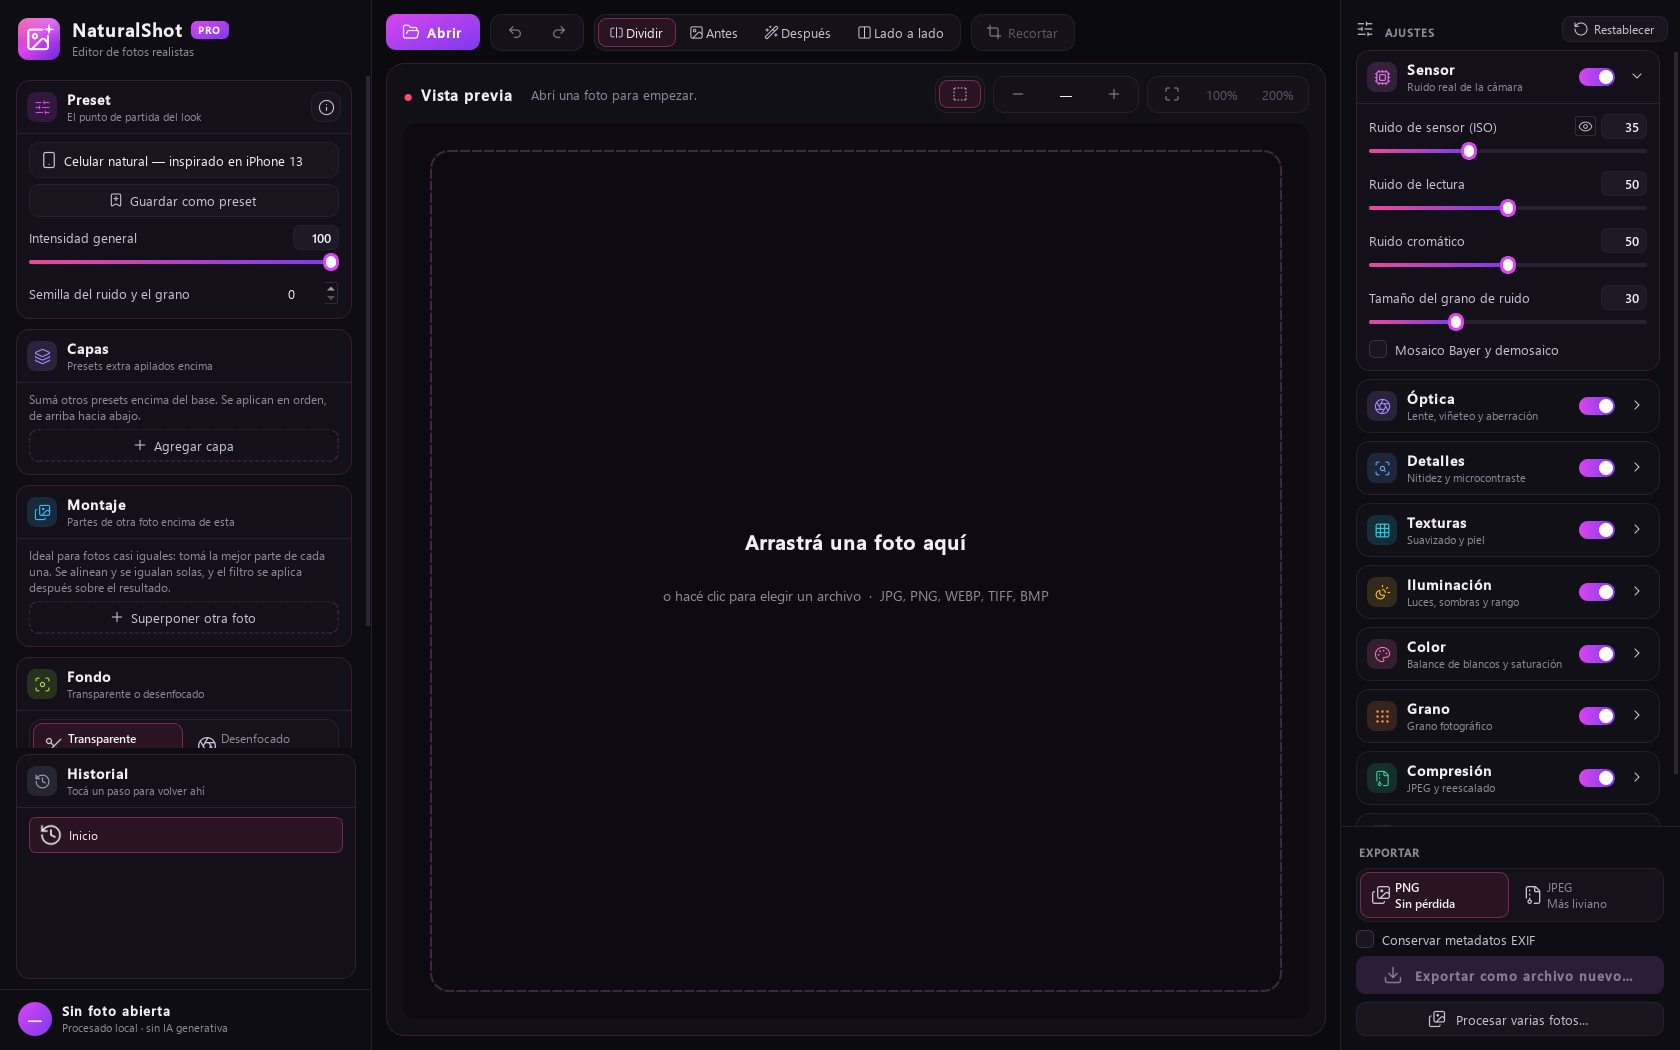 NaturalShot PRO
Editor de fotos realistas
Preset
El punto de partida del look
Celular natural — inspirado en iPhone 13
Guardar como preset
Intensidad general 100
Semilla del ruido y el grano 0
Capas
Presets extra apilados encima
Sumá otros presets encima del base. Se aplican en orden,
de arriba hacia abajo.
Agregar capa
Montaje
Partes de otra foto encima de esta
Ideal para fotos casi iguales: tomá la mejor parte de cada
una. Se alinean y se igualan solas, y el filtro se aplica
después sobre el resultado.
Superponer otra foto
Fondo
Transparente o desenfocado
Transparente Desenfocado
Historial
Tocá un paso para volver ahí
Inicio
Sin foto abierta
Procesado local · sin IA generativa
Abrir Dividir Antes Después Lado a lado Recortar
Vista previa Abrí una foto para empezar. — 100% 200%
Arrastrá una foto aquí
o hacé clic para elegir un archivo · JPG, PNG, WEBP, TIFF, BMP
AJUSTES Restablecer
Sensor
Ruido real de la cámara
Ruido de sensor (ISO) 35
Ruido de lectura 50
Ruido cromático 50
Tamaño del grano de ruido 30
Mosaico Bayer y demosaico
Óptica
Lente, viñeteo y aberración
Detalles
Nitidez y microcontraste
Texturas
Suavizado y piel
Iluminación
Luces, sombras y rango
Color
Balance de blancos y saturación
Grano
Grano fotográfico
Compresión
JPEG y reescalado
EXPORTAR
PNG
Sin pérdida
JPEG
Más liviano
Conservar metadatos EXIF
Exportar como archivo nuevo...
Procesar varias fotos...